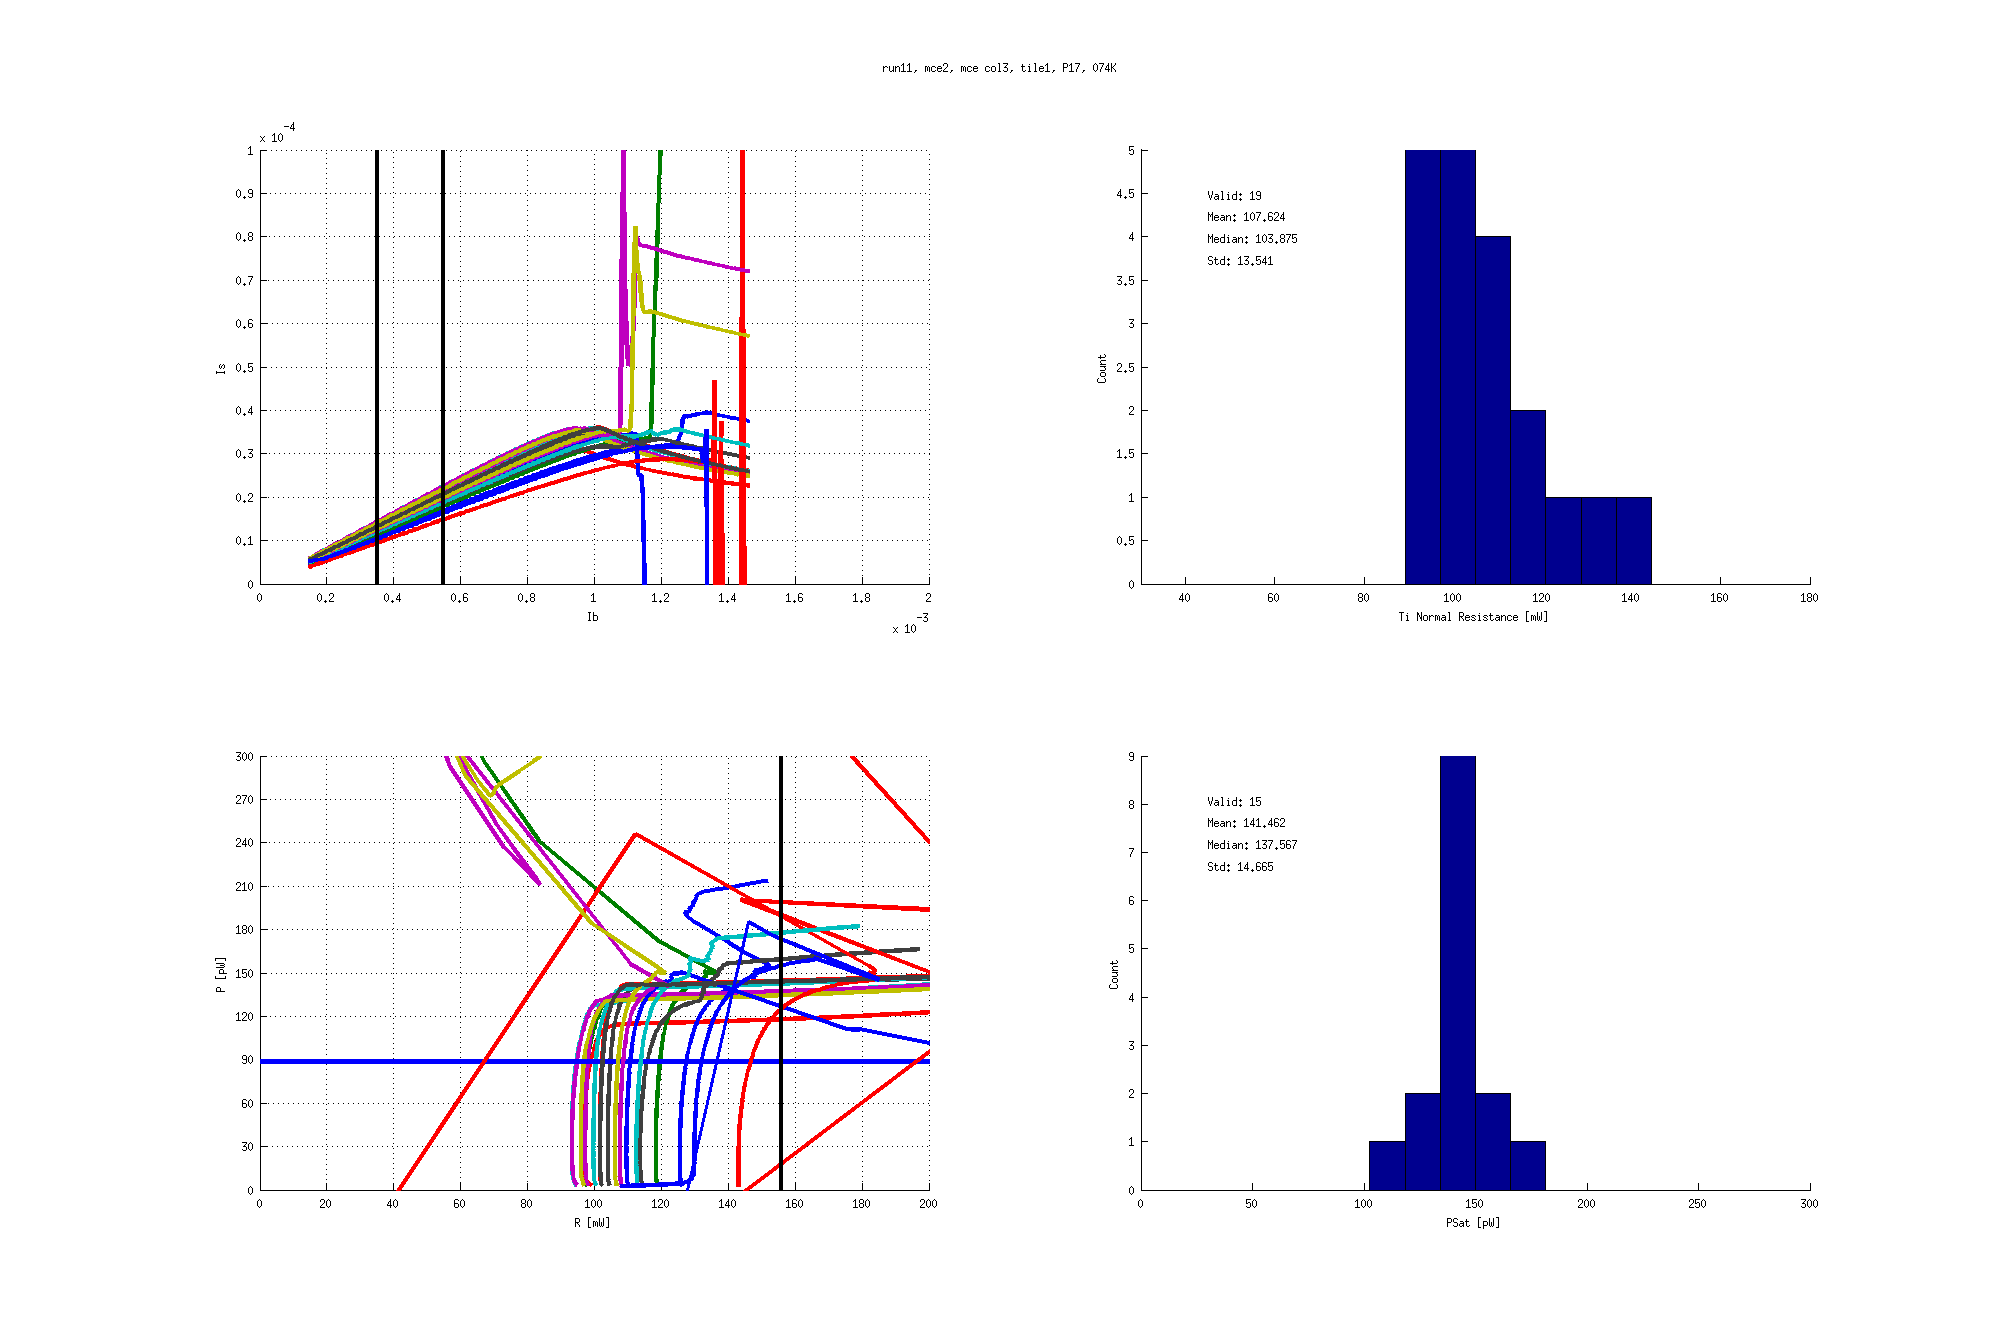 run11, mce2, mce col3, tile1, P17, 074K
x 10^-4
1
0.9
0.8
0.7
0.6
0.5
0.4
0.3
0.2
0.1
0
Is
0 0.2 0.4 0.6 0.8 1 1.2 1.4 1.6 1.8 2
Ib
x 10^-3
5
4.5
4
3.5
3
2.5
2
1.5
1
0.5
0
Count
Valid: 19
Mean: 107.624
Median: 103.875
Std: 13.541
40 60 80 100 120 140 160 180
Ti Normal Resistance [mW]
300
270
240
210
180
150
120
90
60
30
0
P [pW]
0 20 40 60 80 100 120 140 160 180 200
R [mW]
9
8
7
6
5
4
3
2
1
0
Count
Valid: 15
Mean: 141.462
Median: 137.567
Std: 14.665
0 50 100 150 200 250 300
PSat [pW]